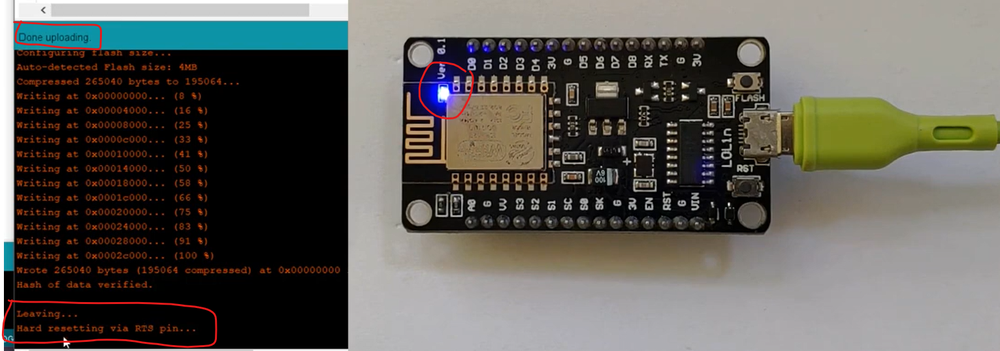 Done uploading.
Configuring flash size...
Auto-detected Flash size: 4MB
Compressed 265040 bytes to 195064...
Writing at 0x00000000... (8 %)
Writing at 0x00004000... (16 %)
Writing at 0x00008000... (25 %)
Writing at 0x0000c000... (33 %)
Writing at 0x00010000... (41 %)
Writing at 0x00014000... (50 %)
Writing at 0x00018000... (58 %)
Writing at 0x0001c000... (66 %)
Writing at 0x00020000... (75 %)
Writing at 0x00024000... (83 %)
Writing at 0x00028000... (91 %)
Writing at 0x0002c000... (100 %)
Wrote 265040 bytes (195064 compressed) at 0x00000000
Hash of data verified.
Leaving...
Hard resetting via RTS pin...
Ver 0.1
D0 D1 D2 D3 D4 3V G D5 D6 D7 D8 RX TX G 3V
FLASH
LOLin
RST
100
6V
A0 G VV S3 S2 S1 SC S0 SK G 3V EN RST G VIN